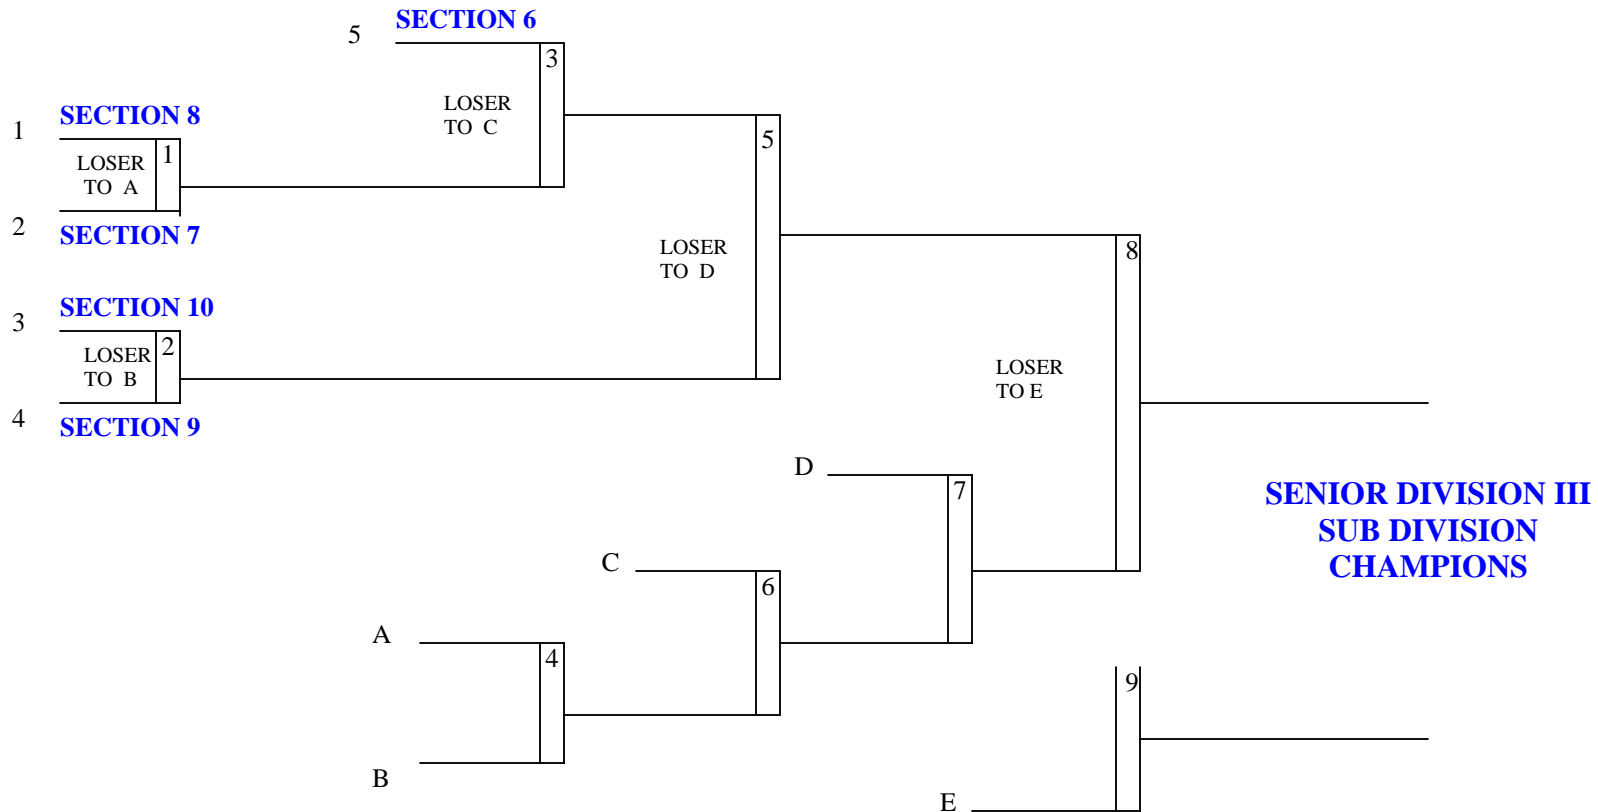 SECTION 6
5
3
LOSER
TO C
SECTION 8
1
1
LOSER
TO A
2
SECTION 7
5
LOSER
TO D
8
SECTION 10
3
2
LOSER
TO B
4
SECTION 9
LOSER
TO E
D
7
SENIOR DIVISION III
SUB DIVISION
CHAMPIONS
C
6
A
4
B
9
E